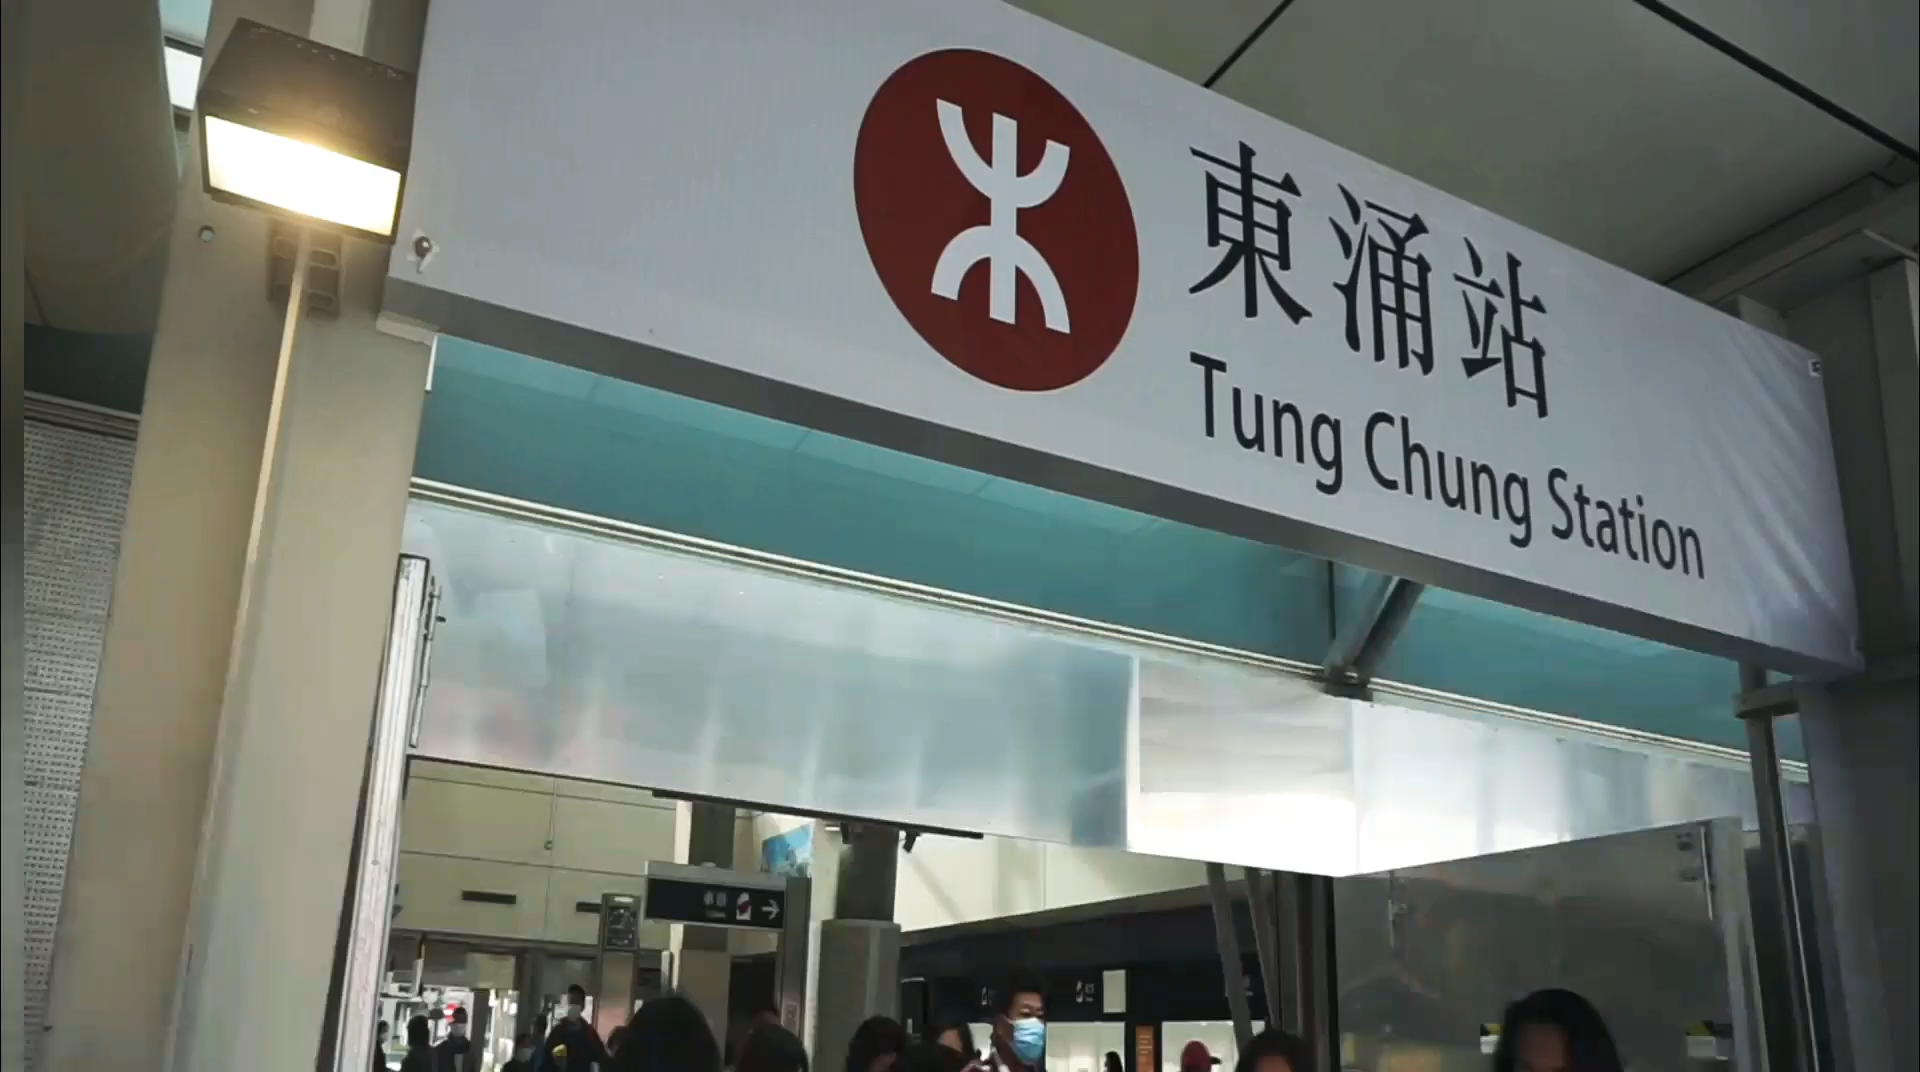 東涌站
Tung Chung Station